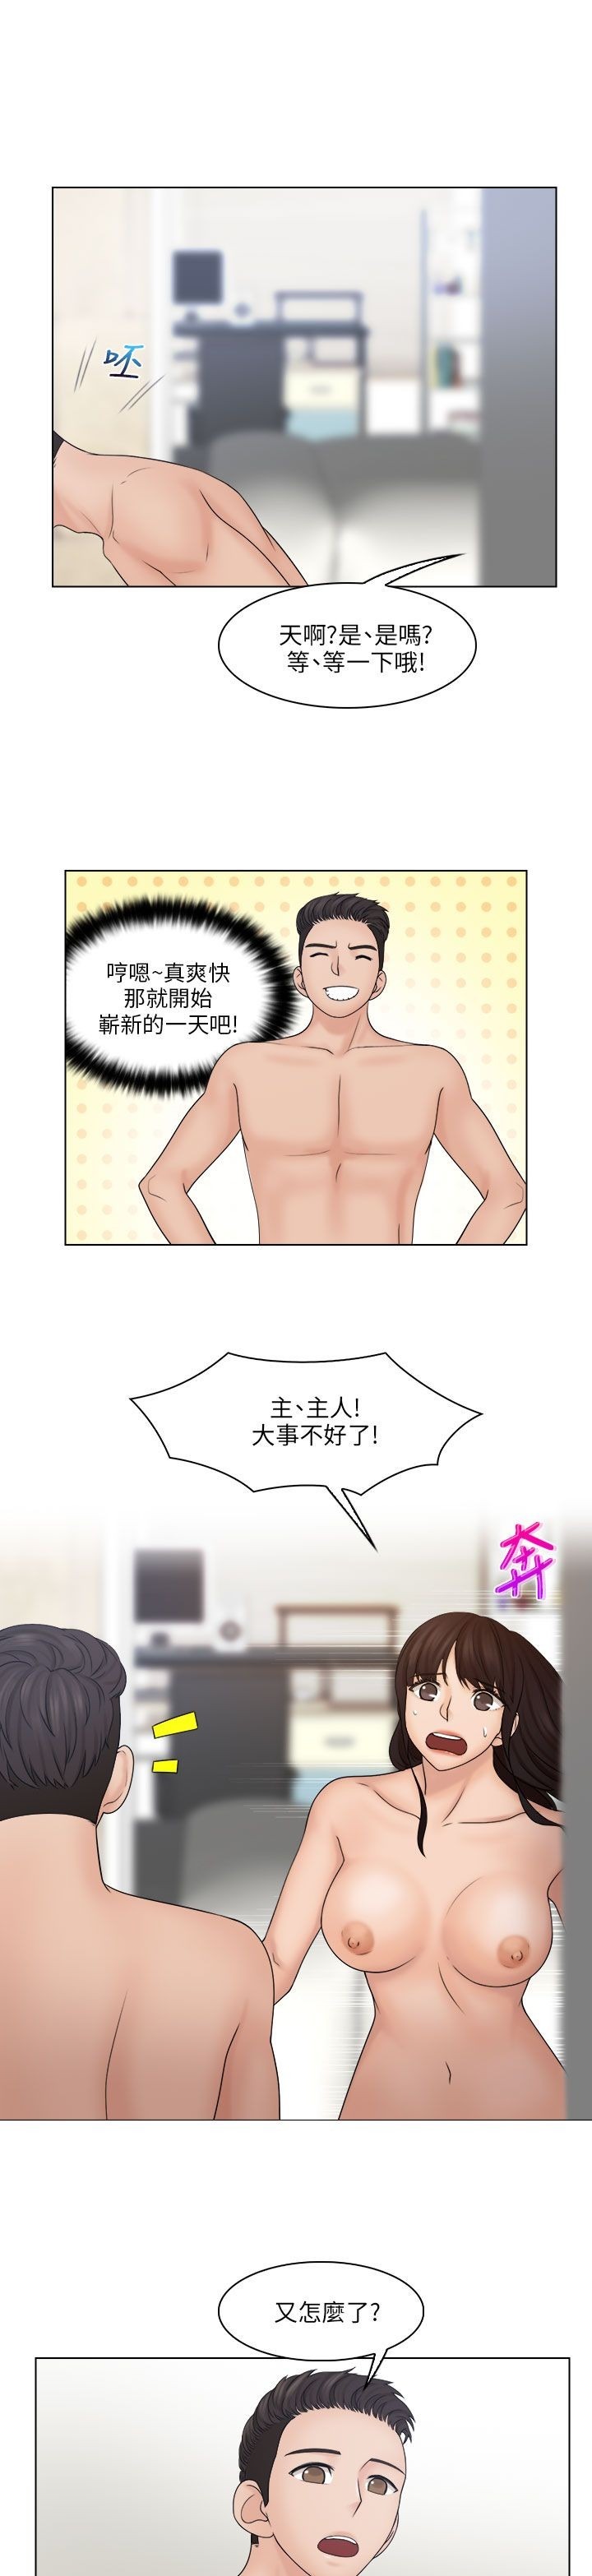 呸
天啊?是、是嗎?
等、等一下哦!
哼嗯~真爽快
那就開始
嶄新的一天吧!
主、主人!
大事不好了!
奔
又怎麼了?